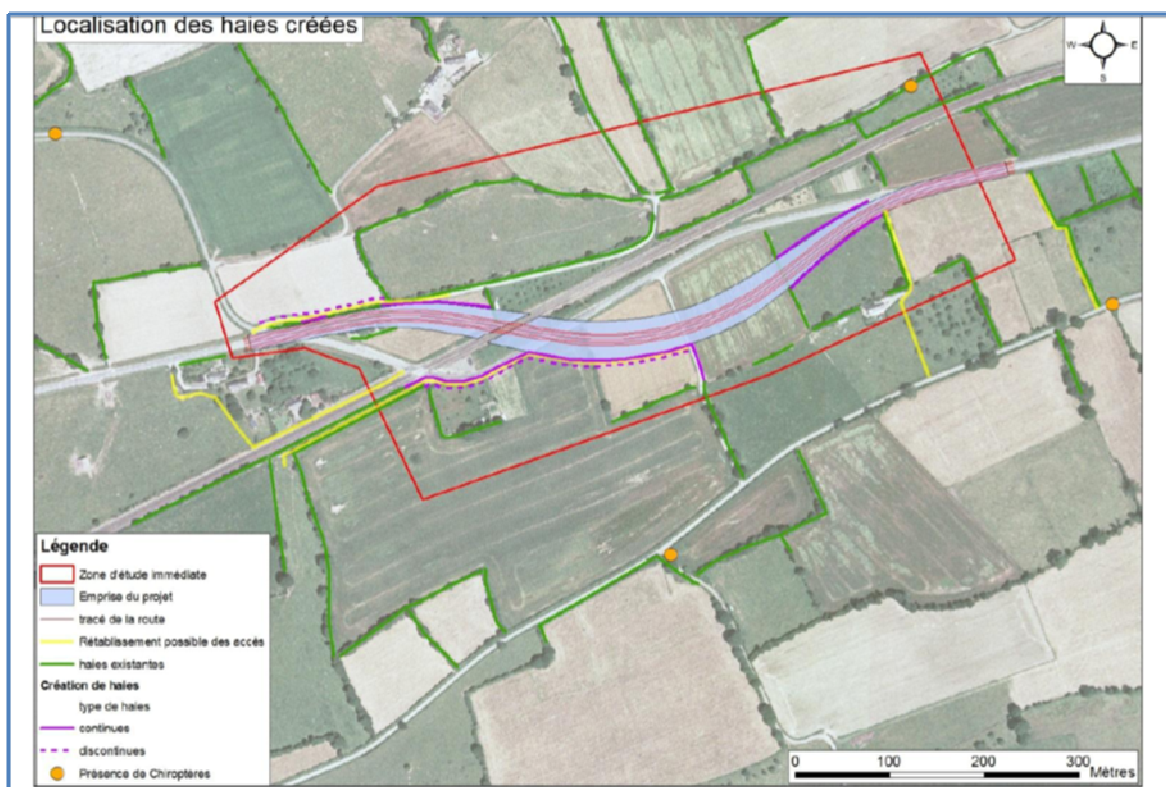 Localisation des haies créées
N
W E
S
Légende
Zone d'étude immédiate
Emprise du projet
tracé de la route
Rétablissement possible des accès
haies existantes
Création de haies
type de haies
continues
discontinues
Présence de Chiroptères
0 100 200 300
Mètres